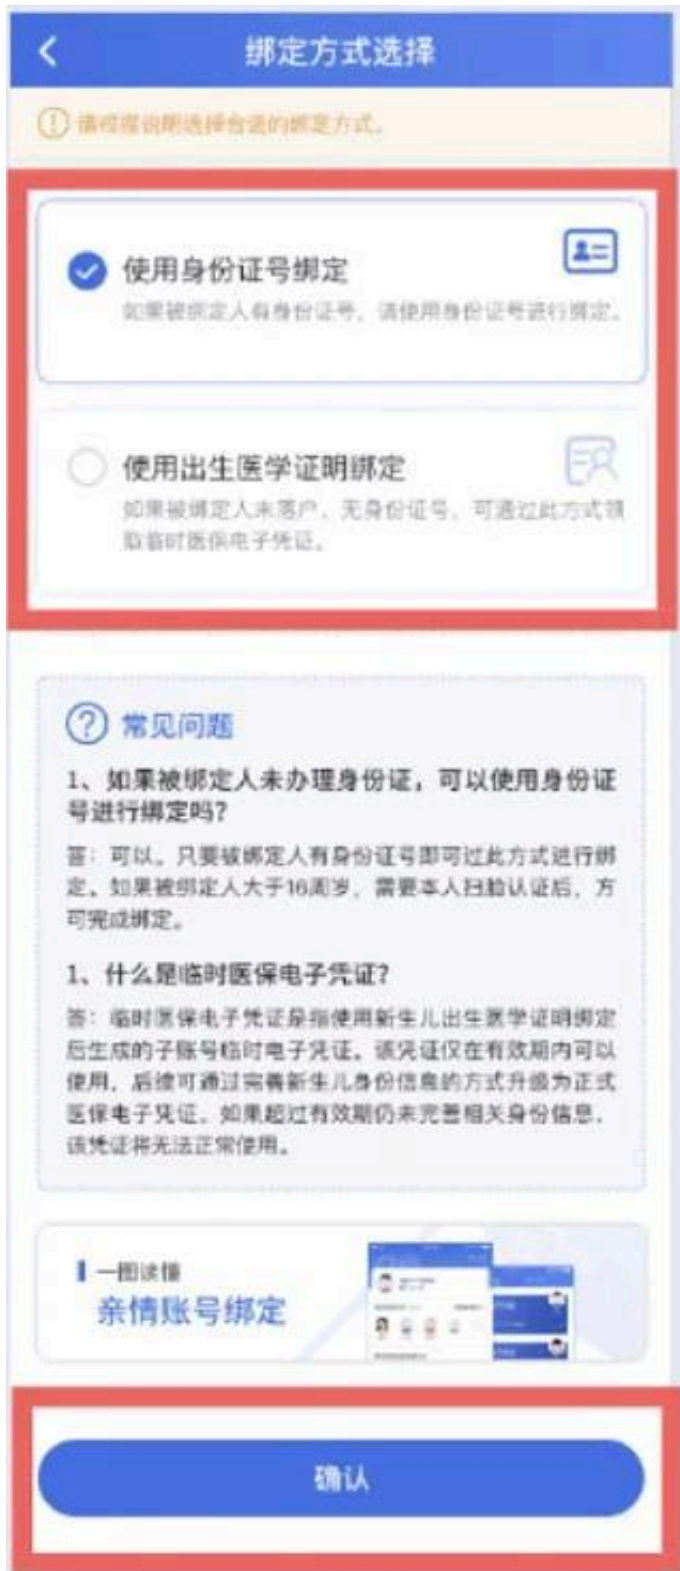 绑定方式选择
请根据说明选择合适的绑定方式。
使用身份证号绑定
如果被绑定人有身份证号，请使用身份证号进行绑定。
使用出生医学证明绑定
如果被绑定人未落户，无身份证号，可通过此方式领
取临时医保电子凭证。
常见问题
1、如果被绑定人未办理身份证，可以使用身份证
号进行绑定吗？
答：可以。只要被绑定人有身份证号即可过此方式进行绑
定。如果被绑定人大于16周岁，需要本人扫脸认证后，方
可完成绑定。
1、什么是临时医保电子凭证？
答：临时医保电子凭证是指使用新生儿出生医学证明绑定
后生成的子账号临时电子凭证。该凭证仅在有效期内可以
使用，后续可通过完善新生儿身份信息的方式升级为正式
医保电子凭证。如果超过有效期仍未完善相关身份信息，
该凭证将无法正常使用。
一图读懂
亲情账号绑定
确认